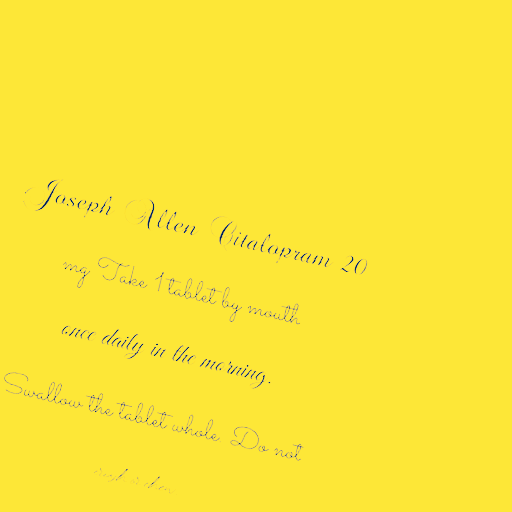 Joseph Allen Citalopram 20
mg Take 1 tablet by mouth
once daily in the morning.
Swallow the tablet whole. Do not